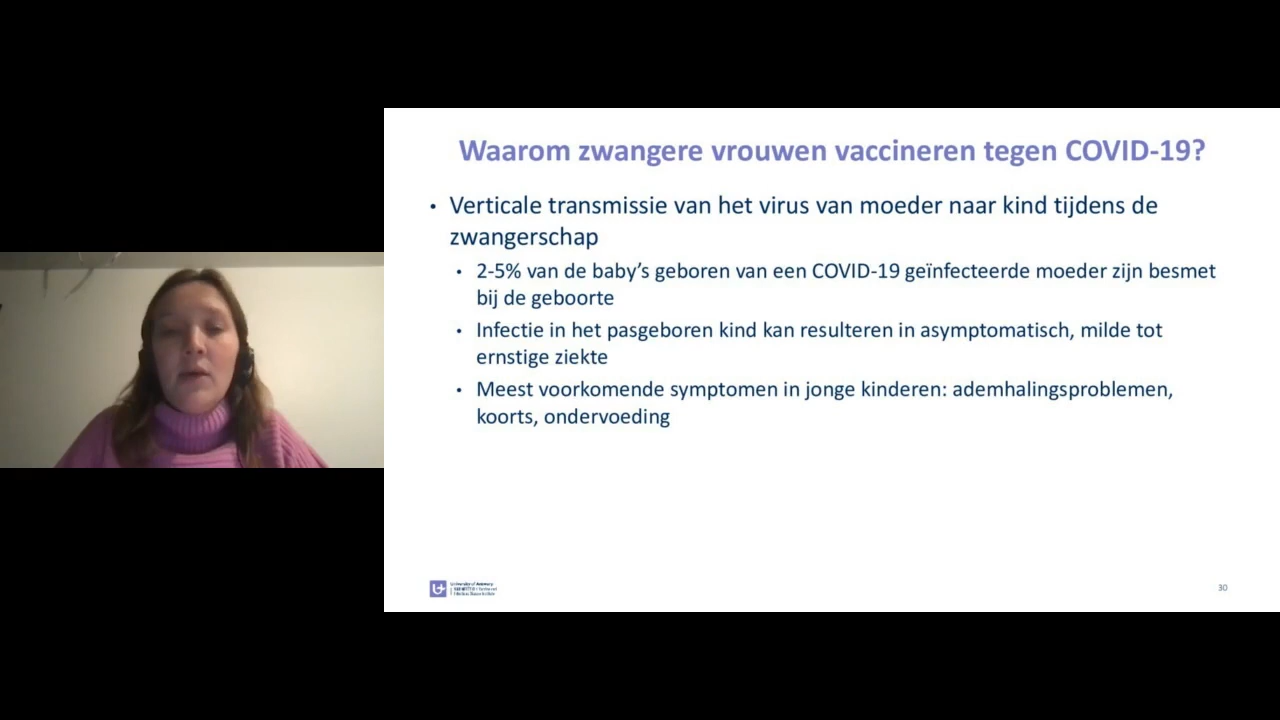 Waarom zwangere vrouwen vaccineren tegen COVID-19?
• Verticale transmissie van het virus van moeder naar kind tijdens de
zwangerschap
• 2-5% van de baby’s geboren van een COVID-19 geïnfecteerde moeder zijn besmet
bij de geboorte
• Infectie in het pasgeboren kind kan resulteren in asymptomatisch, milde tot
ernstige ziekte
• Meest voorkomende symptomen in jonge kinderen: ademhalingsproblemen,
koorts, ondervoeding
University of Antwerp
30